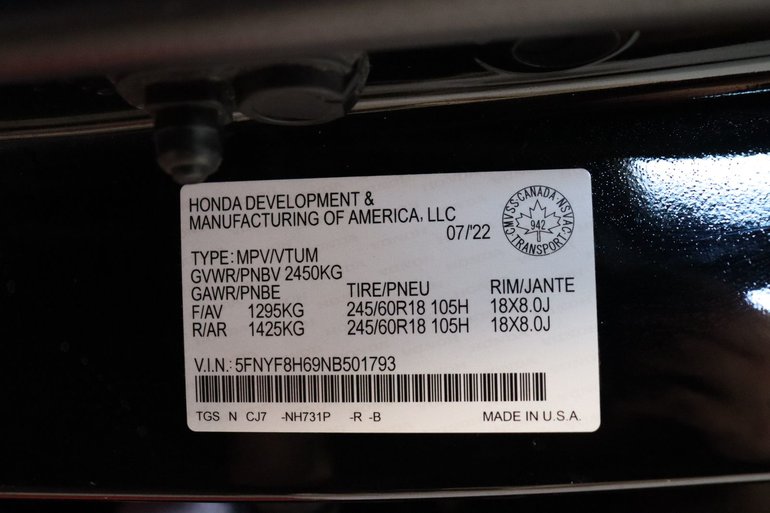 HONDA DEVELOPMENT &
MANUFACTURING OF AMERICA, LLC
07/'22
CMVSS·CANADA·NSVAC
942
TRANSPORT
TYPE: MPV/VTUM
GVWR/PNBV 2450KG
GAWR/PNBE TIRE/PNEU RIM/JANTE
F/AV 1295KG 245/60R18 105H 18X8.0J
R/AR 1425KG 245/60R18 105H 18X8.0J
V.I.N.: 5FNYF8H69NB501793
TGS N CJ7 -NH731P -R -B MADE IN U.S.A.